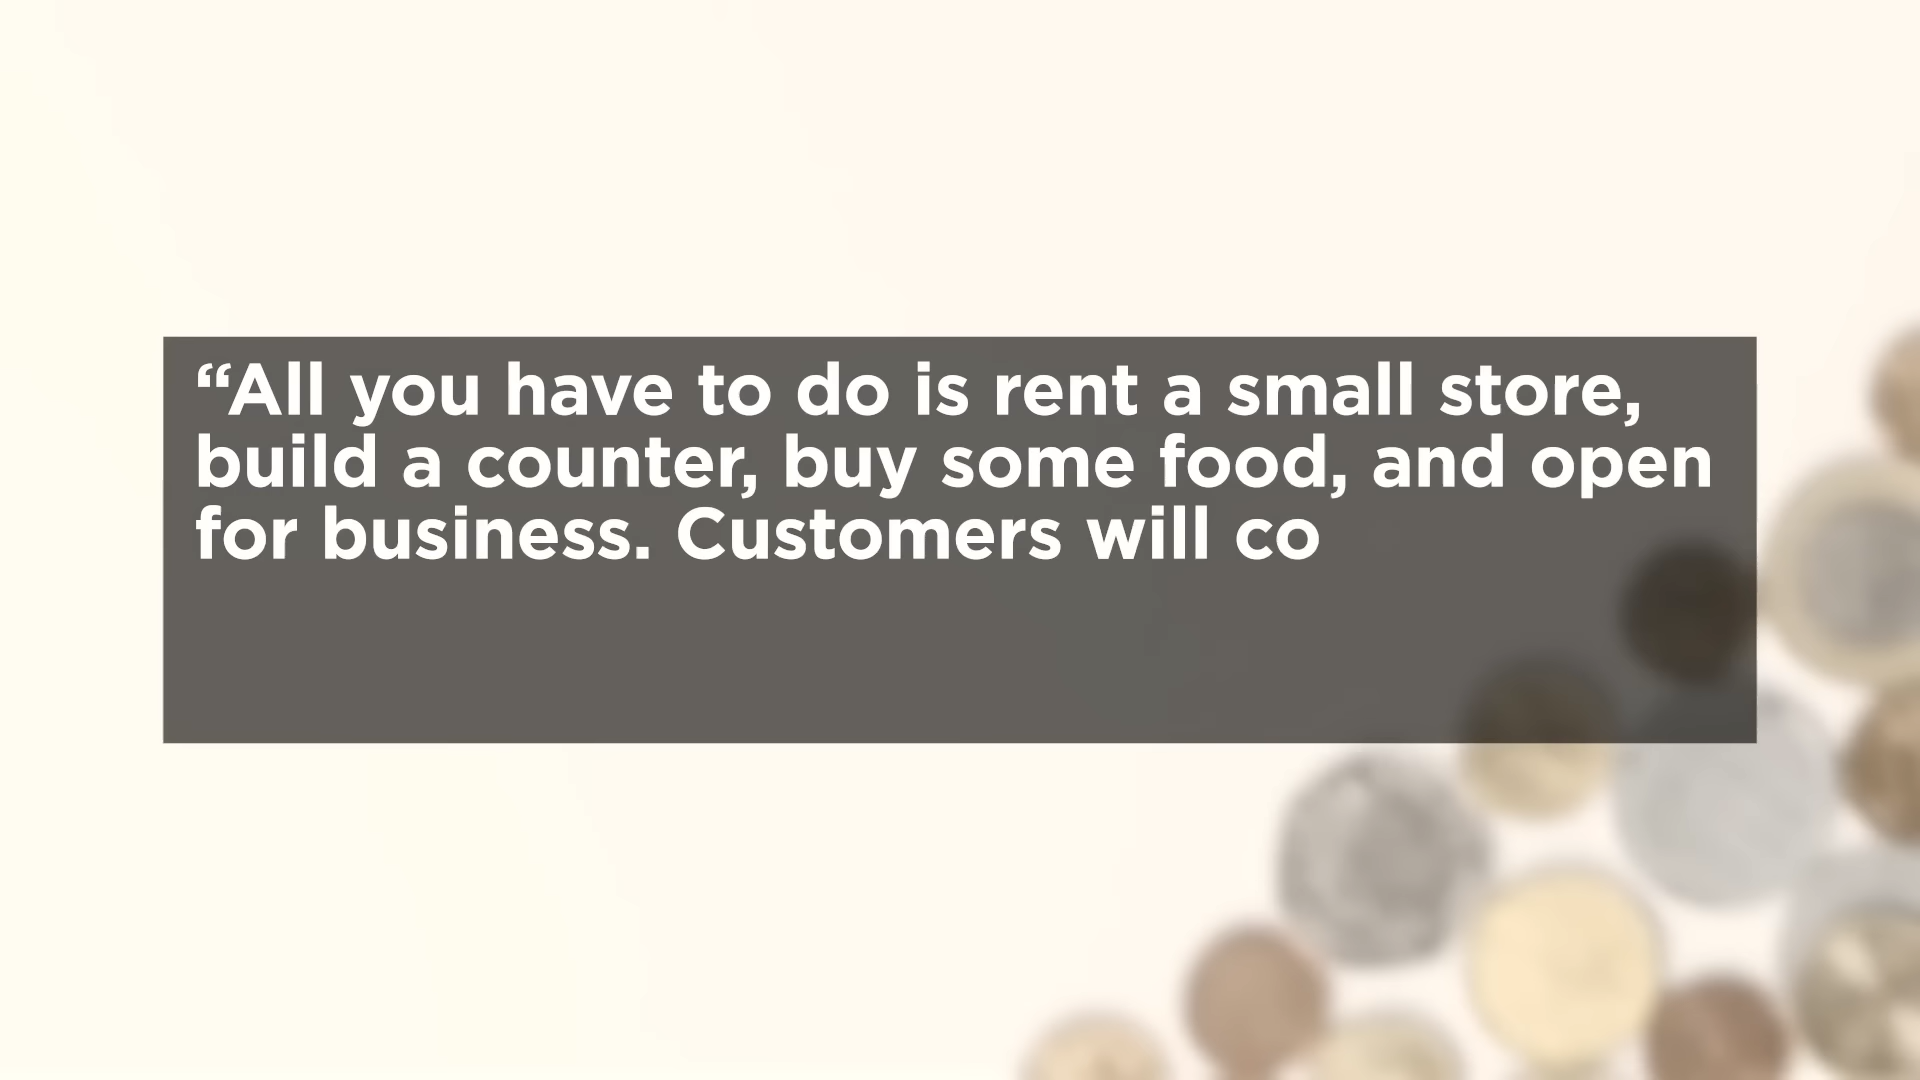 “All you have to do is rent a small store,
build a counter, buy some food, and open
for business. Customers will co